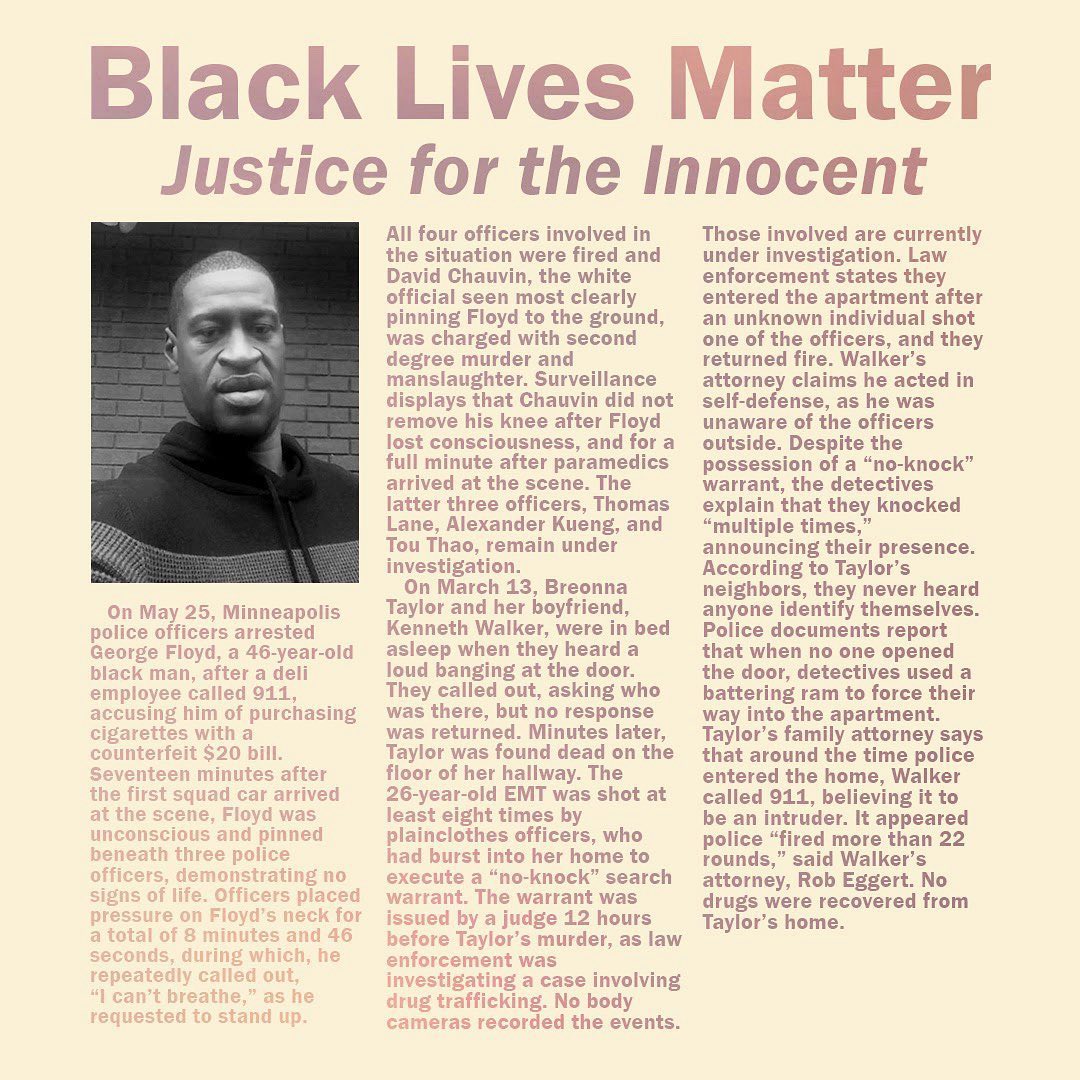 Black Lives Matter
Justice for the Innocent
On May 25, Minneapolis
police officers arrested
George Floyd, a 46-year-old
black man, after a deli
employee called 911,
accusing him of purchasing
cigarettes with a
counterfeit $20 bill.
Seventeen minutes after
the first squad car arrived
at the scene, Floyd was
unconscious and pinned
beneath three police
officers, demonstrating no
signs of life. Officers placed
pressure on Floyd's neck for
a total of 8 minutes and 46
seconds, during which, he
repeatedly called out,
“I can't breathe,” as he
requested to stand up.
All four officers involved in
the situation were fired and
David Chauvin, the white
official seen most clearly
pinning Floyd to the ground,
was charged with second
degree murder and
manslaughter. Surveillance
displays that Chauvin did not
remove his knee after Floyd
lost consciousness, and for a
full minute after paramedics
arrived at the scene. The
latter three officers, Thomas
Lane, Alexander Kueng, and
Tou Thao, remain under
investigation.
On March 13, Breonna
Taylor and her boyfriend,
Kenneth Walker, were in bed
asleep when they heard a
loud banging at the door.
They called out, asking who
was there, but no response
was returned. Minutes later,
Taylor was found dead on the
floor of her hallway. The
26-year-old EMT was shot at
least eight times by
plainclothes officers, who
had burst into her home to
execute a “no-knock” search
warrant. The warrant was
issued by a judge 12 hours
before Taylor's murder, as law
enforcement was
investigating a case involving
drug trafficking. No body
cameras recorded the events.
Those involved are currently
under investigation. Law
enforcement states they
entered the apartment after
an unknown individual shot
one of the officers, and they
returned fire. Walker's
attorney claims he acted in
self-defense, as he was
unaware of the officers
outside. Despite the
possession of a “no-knock”
warrant, the detectives
explain that they knocked
“multiple times,”
announcing their presence.
According to Taylor's
neighbors, they never heard
anyone identify themselves.
Police documents report
that when no one opened
the door, detectives used a
battering ram to force their
way into the apartment.
Taylor's family attorney says
that around the time police
entered the home, Walker
called 911, believing it to
be an intruder. It appeared
police “fired more than 22
rounds,” said Walker's
attorney, Rob Eggert. No
drugs were recovered from
Taylor's home.